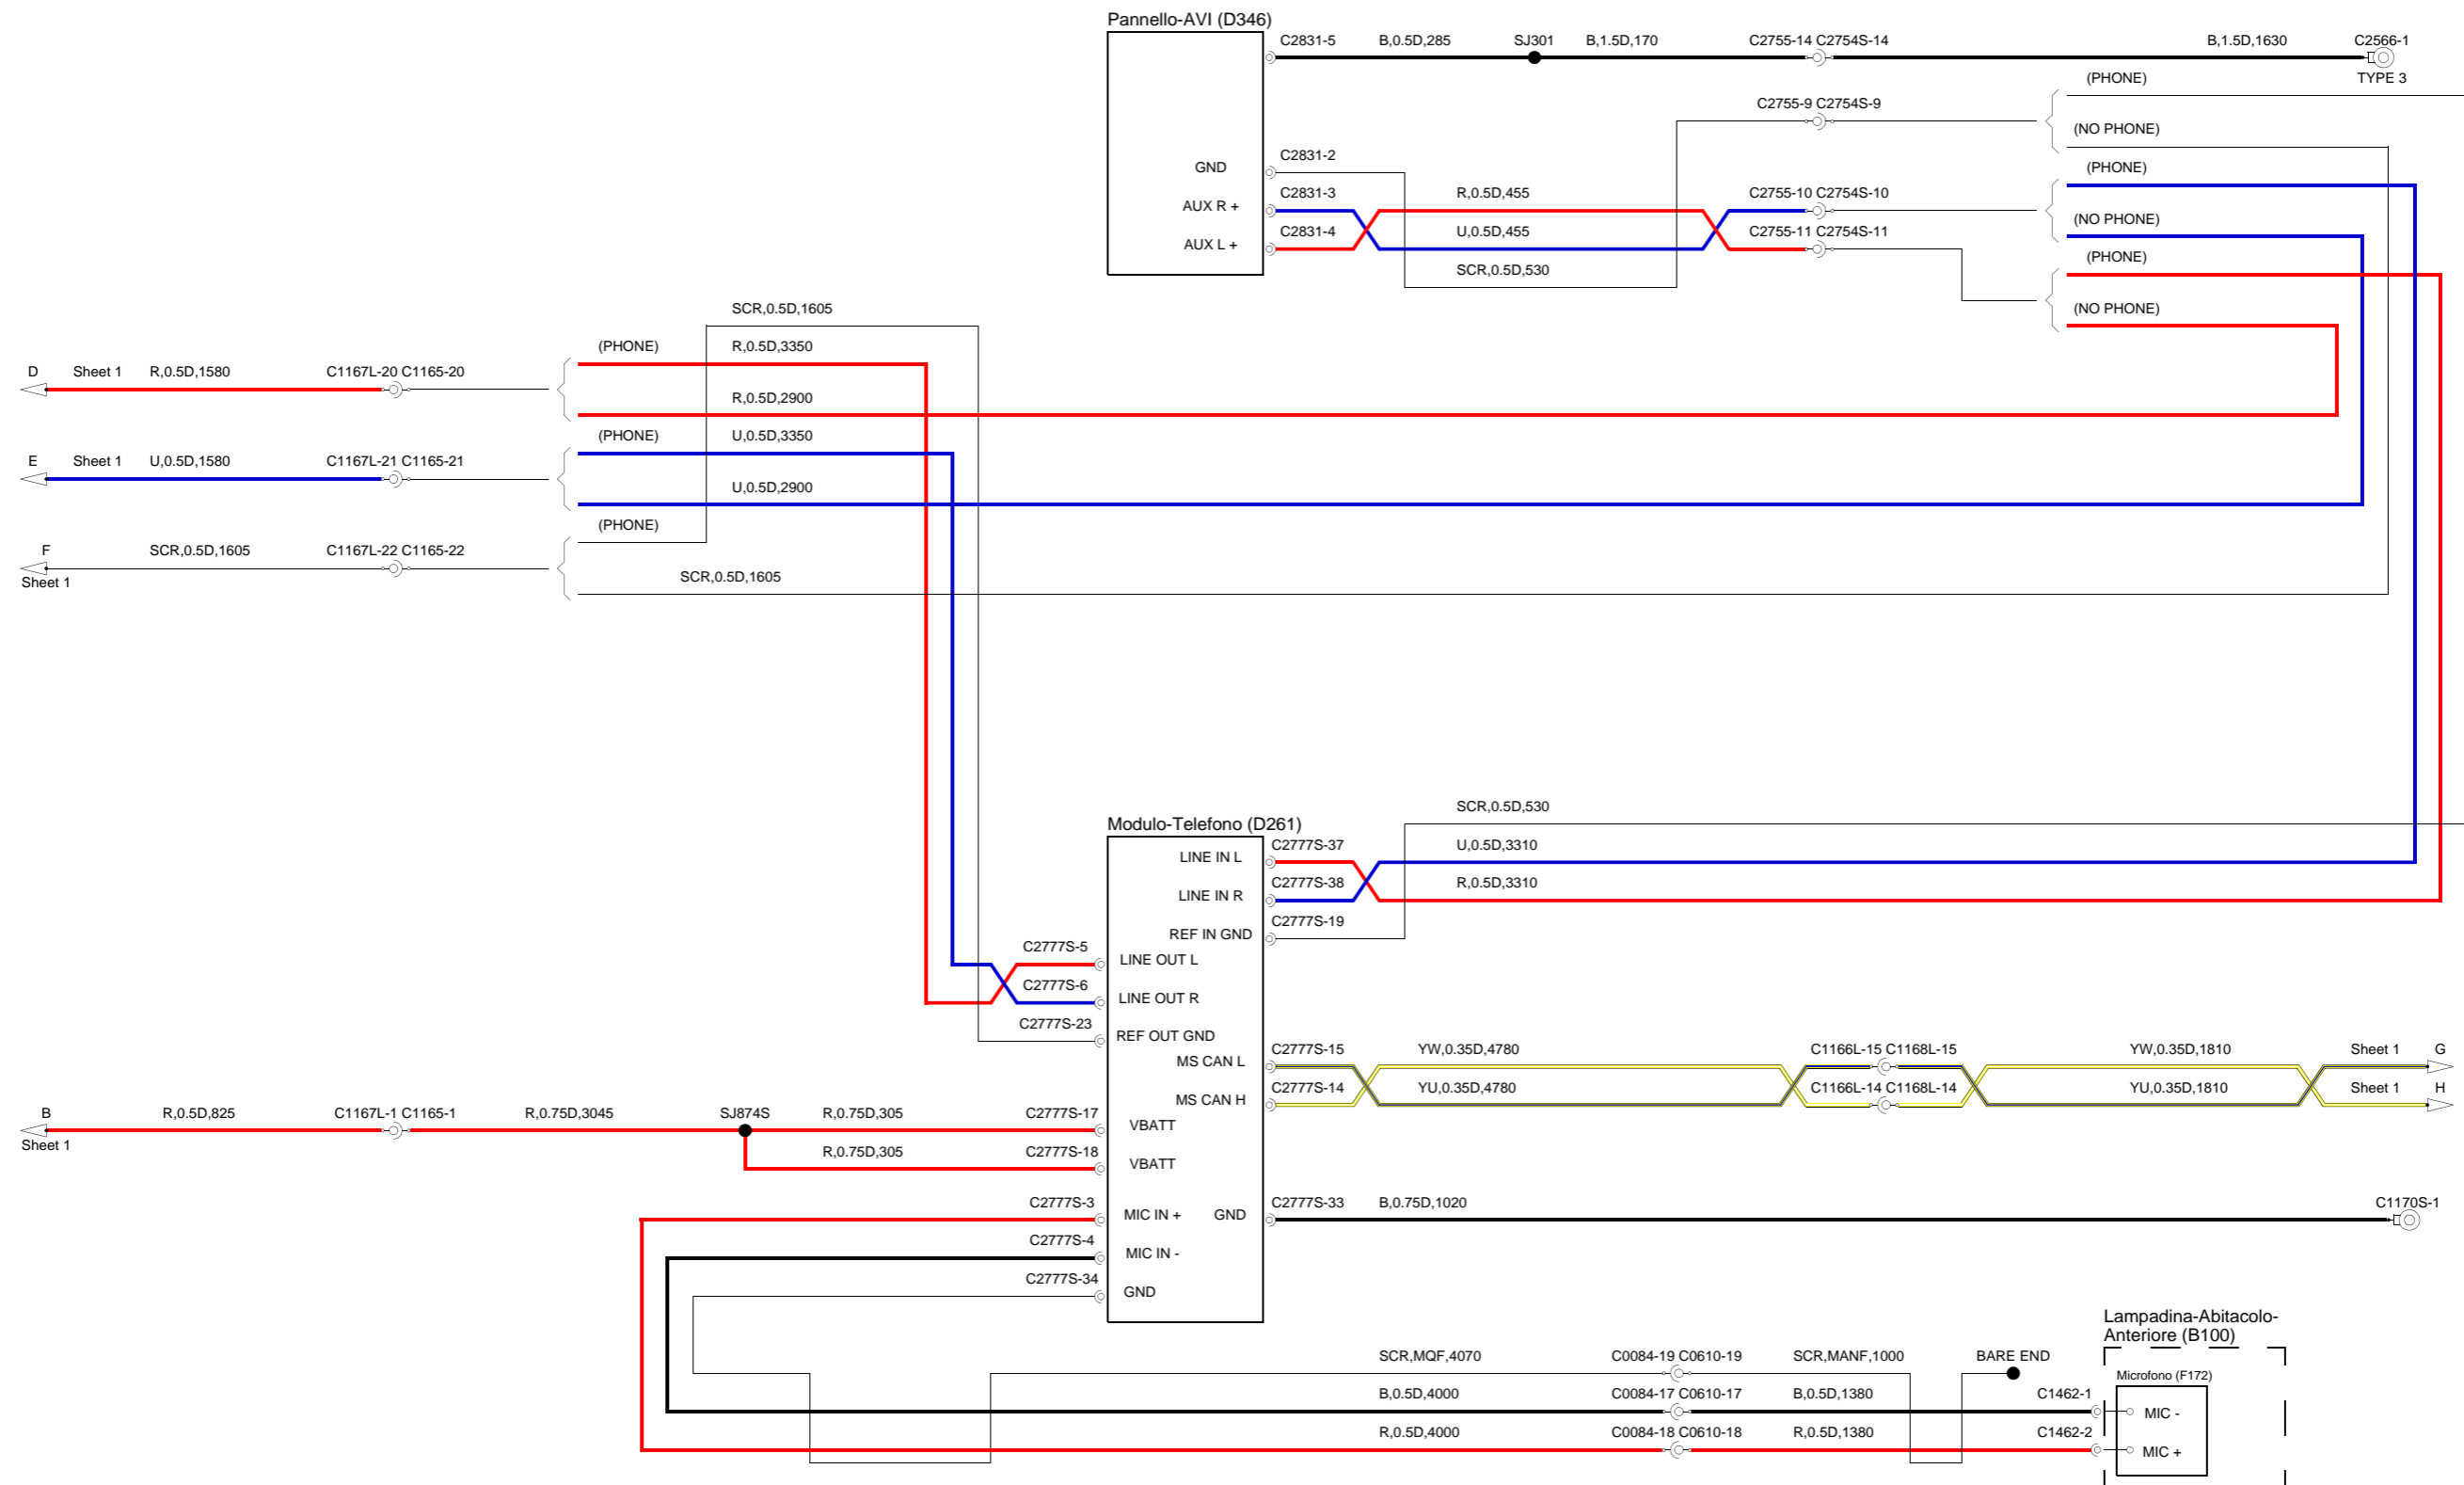 Pannello-AVI (D346)
C2831-5 B,0.5D,285 SJ301 B,1.5D,170 C2755-14 C2754S-14 B,1.5D,1630 C2566-1
TYPE 3
(PHONE)
C2755-9 C2754S-9
(NO PHONE)
C2831-2
GND
(PHONE)
C2831-3 R,0.5D,455 C2755-10 C2754S-10
AUX R +
(NO PHONE)
C2831-4 U,0.5D,455 C2755-11 C2754S-11
AUX L +
(PHONE)
SCR,0.5D,530
SCR,0.5D,1605
(NO PHONE)
(PHONE) R,0.5D,3350
D Sheet 1 R,0.5D,1580 C1167L-20 C1165-20
R,0.5D,2900
(PHONE) U,0.5D,3350
E Sheet 1 U,0.5D,1580 C1167L-21 C1165-21
U,0.5D,2900
(PHONE)
F SCR,0.5D,1605 C1167L-22 C1165-22
Sheet 1
SCR,0.5D,1605
SCR,0.5D,530
Modulo-Telefono (D261)
C2777S-37 U,0.5D,3310
LINE IN L
C2777S-38 R,0.5D,3310
LINE IN R
C2777S-19
REF IN GND
C2777S-5
LINE OUT L
C2777S-6
LINE OUT R
C2777S-23
REF OUT GND
C2777S-15 YW,0.35D,4780 C1166L-15 C1168L-15 YW,0.35D,1810 Sheet 1 G
MS CAN L
C2777S-14 YU,0.35D,4780 C1166L-14 C1168L-14 YU,0.35D,1810 Sheet 1 H
MS CAN H
B R,0.5D,825 C1167L-1 C1165-1 R,0.75D,3045 SJ874S R,0.75D,305 C2777S-17
VBATT
Sheet 1
R,0.75D,305 C2777S-18
VBATT
C2777S-3
MIC IN + GND
C2777S-33 B,0.75D,1020 C1170S-1
C2777S-4
MIC IN -
C2777S-34
GND
Lampadina-Abitacolo-
Anteriore (B100)
SCR,MQF,4070 C0084-19 C0610-19 SCR,MANF,1000 BARE END
Microfono (F172)
B,0.5D,4000 C0084-17 C0610-17 B,0.5D,1380 C1462-1
MIC -
R,0.5D,4000 C0084-18 C0610-18 R,0.5D,1380 C1462-2
MIC +